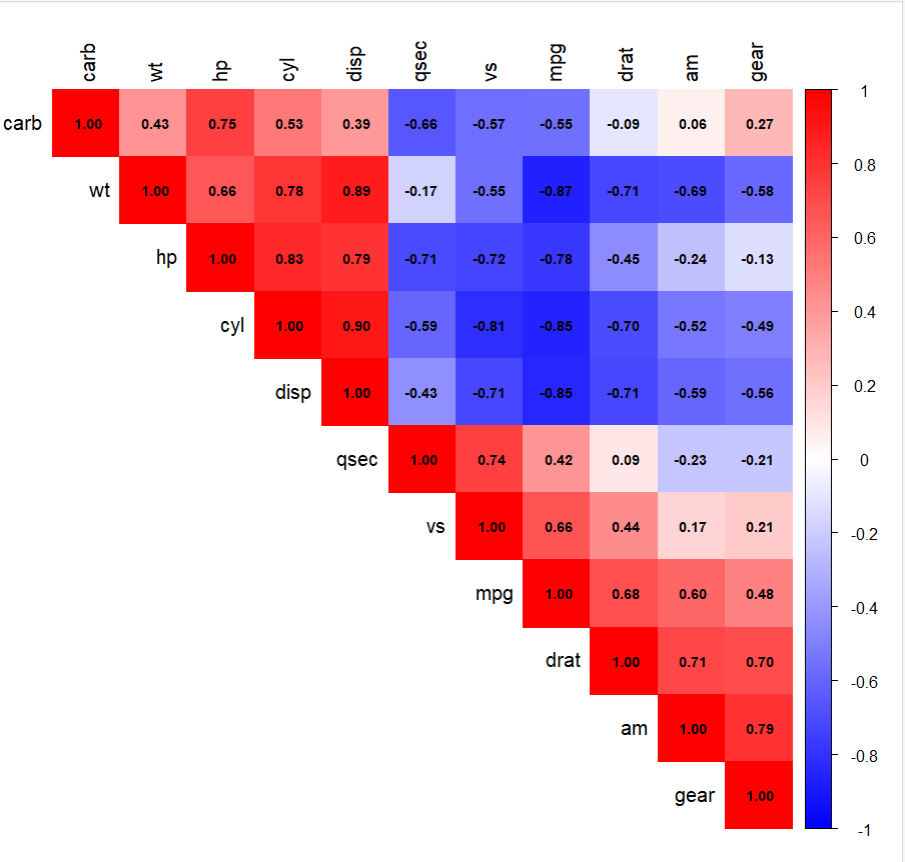 carb wt hp cyl disp qsec vs mpg drat am gear
carb 1.00 0.43 0.75 0.53 0.39 -0.66 -0.57 -0.55 -0.09 0.06 0.27
wt 1.00 0.66 0.78 0.89 -0.17 -0.55 -0.87 -0.71 -0.69 -0.58
hp 1.00 0.83 0.79 -0.71 -0.72 -0.78 -0.45 -0.24 -0.13
cyl 1.00 0.90 -0.59 -0.81 -0.85 -0.70 -0.52 -0.49
disp 1.00 -0.43 -0.71 -0.85 -0.71 -0.59 -0.56
qsec 1.00 0.74 0.42 0.09 -0.23 -0.21
vs 1.00 0.66 0.44 0.17 0.21
mpg 1.00 0.68 0.60 0.48
drat 1.00 0.71 0.70
am 1.00 0.79
gear 1.00
1
0.8
0.6
0.4
0.2
0
-0.2
-0.4
-0.6
-0.8
-1